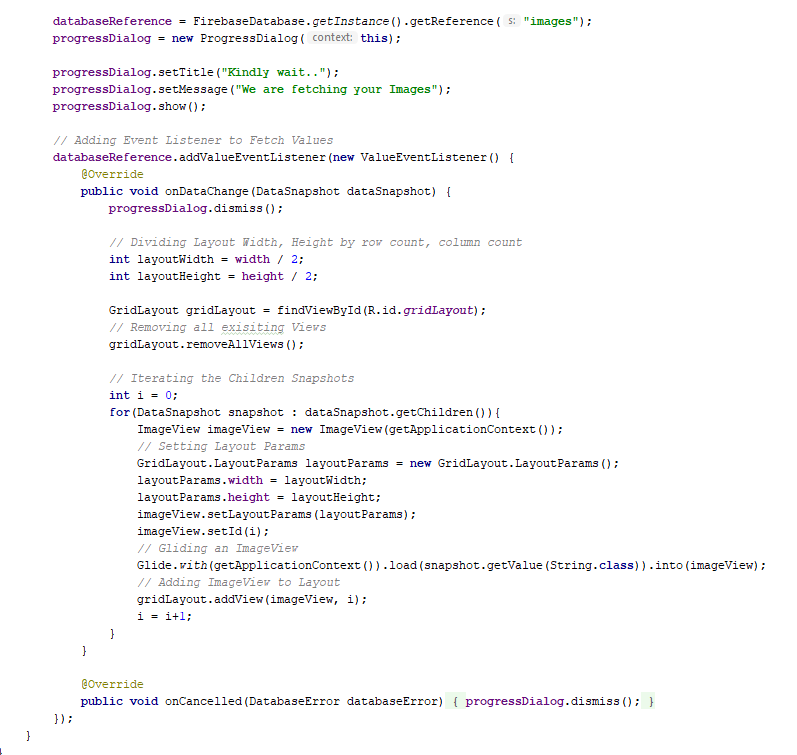 databaseReference = FirebaseDatabase.getInstance().getReference( s: "images");
progressDialog = new ProgressDialog( context: this);
progressDialog.setTitle("Kindly wait..");
progressDialog.setMessage("We are fetching your Images");
progressDialog.show();
// Adding Event Listener to Fetch Values
databaseReference.addValueEventListener(new ValueEventListener() {
@Override
public void onDataChange(DataSnapshot dataSnapshot) {
progressDialog.dismiss();
// Dividing Layout Width, Height by row count, column count
int layoutWidth = width / 2;
int layoutHeight = height / 2;
GridLayout gridLayout = findViewById(R.id.gridLayout);
// Removing all exisiting Views
gridLayout.removeAllViews();
// Iterating the Children Snapshots
int i = 0;
for(DataSnapshot snapshot : dataSnapshot.getChildren()){
ImageView imageView = new ImageView(getApplicationContext());
// Setting Layout Params
GridLayout.LayoutParams layoutParams = new GridLayout.LayoutParams();
layoutParams.width = layoutWidth;
layoutParams.height = layoutHeight;
imageView.setLayoutParams(layoutParams);
imageView.setId(i);
// Gliding an ImageView
Glide.with(getApplicationContext()).load(snapshot.getValue(String.class)).into(imageView);
// Adding ImageView to Layout
gridLayout.addView(imageView, i);
i = i+1;
}
}
@Override
public void onCancelled(DatabaseError databaseError) { progressDialog.dismiss(); }
});
}